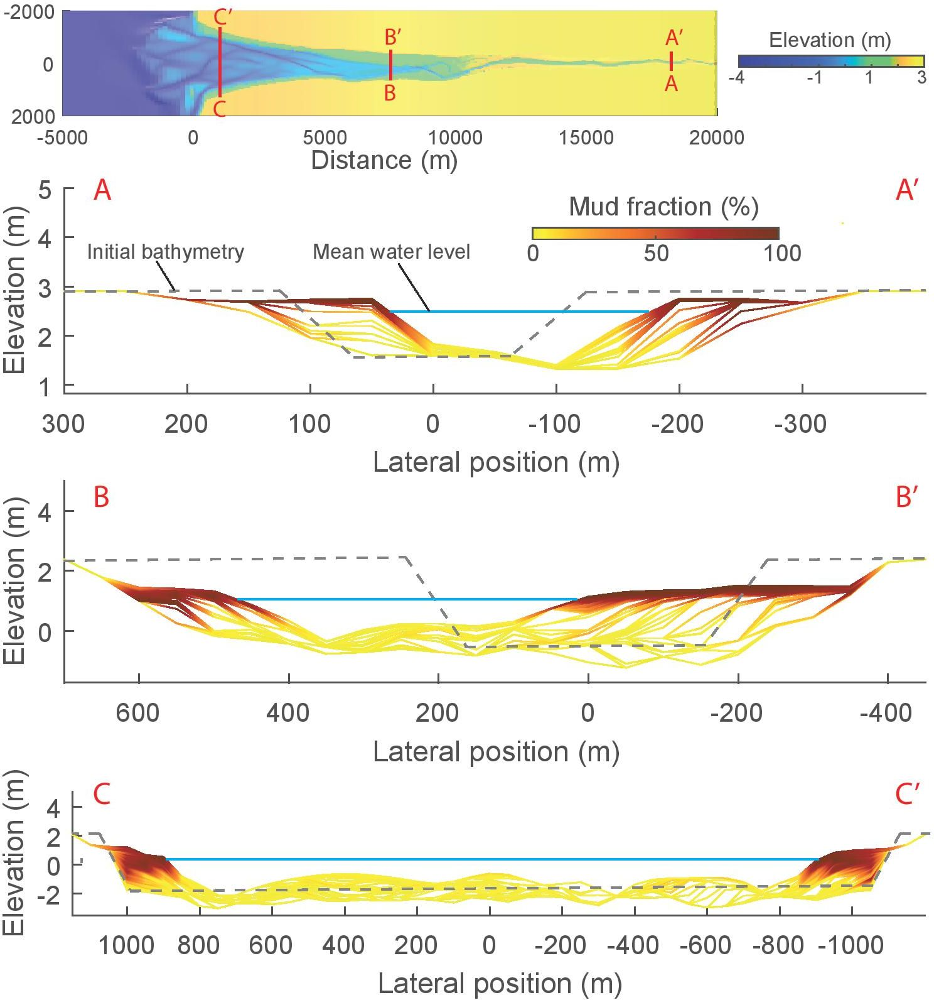 -2000
0
2000
-5000 0 5000 10000 15000 20000
Distance (m)
C′
C
B′
B
A′
A
Elevation (m)
-4 -1 1 3
A
A′
Elevation (m)
5
4
3
2
1
Initial bathymetry
Mean water level
Mud fraction (%)
0 50 100
300 200 100 0 -100 -200 -300
Lateral position (m)
B
B′
Elevation (m)
4
2
0
600 400 200 0 -200 -400
Lateral position (m)
C
C′
Elevation (m)
4
2
0
-2
1000 800 600 400 200 0 -200 -400 -600 -800 -1000
Lateral position (m)